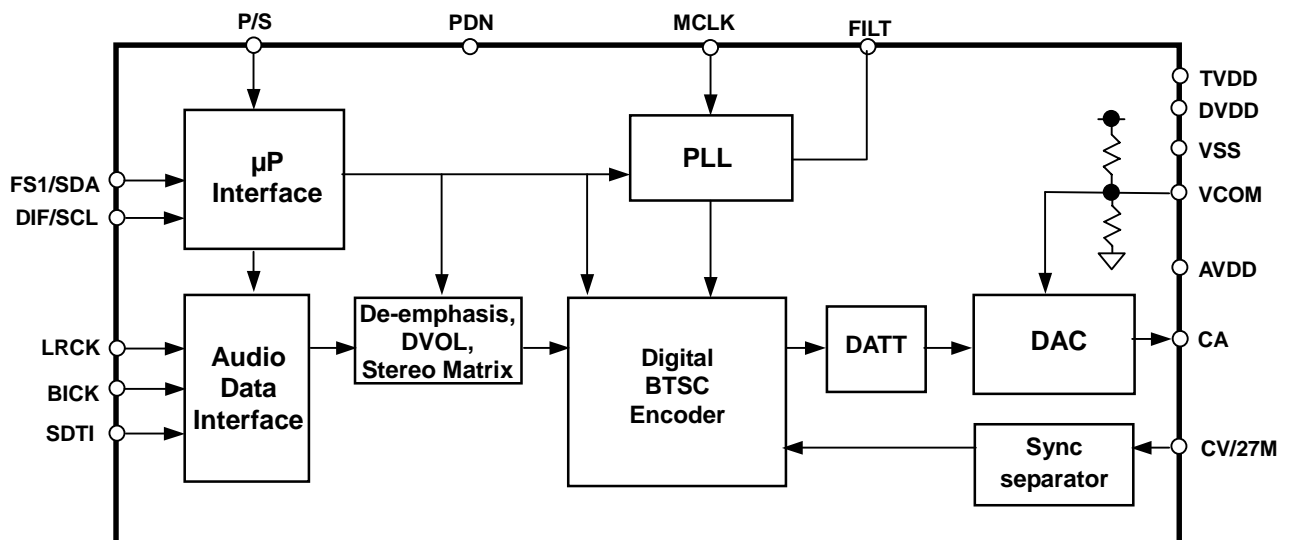 P/S
PDN
MCLK
FILT
TVDD
DVDD
VSS
VCOM
AVDD
CA
CV/27M
FS1/SDA
DIF/SCL
LRCK
BICK
SDTI
µP
Interface
PLL
Audio
Data
Interface
De-emphasis,
DVOL,
Stereo Matrix
Digital
BTSC
Encoder
DATT
DAC
Sync
separator